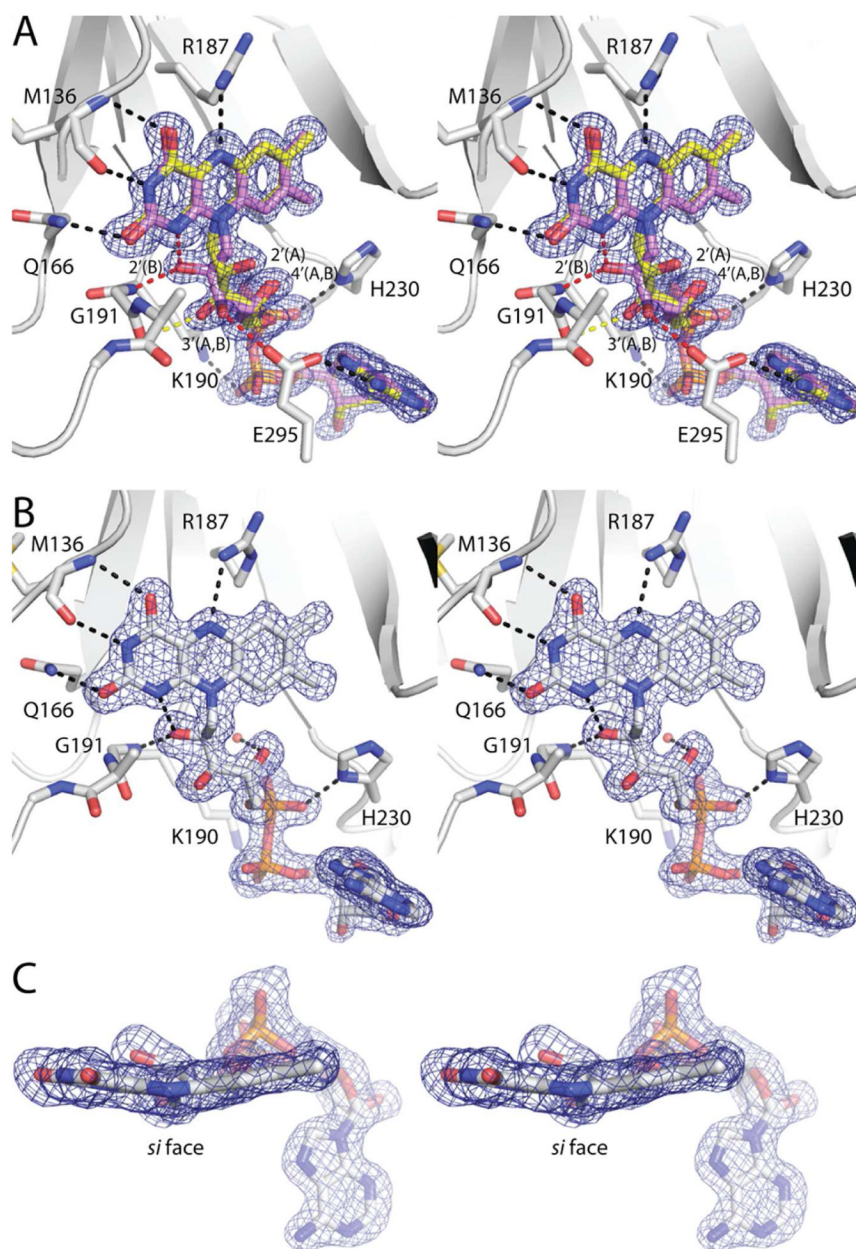 A
R187 R187
M136 M136
2'(A) 2'(A)
2'(B) 4'(A,B) 2'(B) 4'(A,B)
Q166 Q166
H230 H230
G191 G191
3'(A,B) 3'(A,B)
K190 K190
E295 E295
B
R187 R187
M136 M136
Q166 Q166
G191 G191
H230 H230
K190 K190
C
si face si face